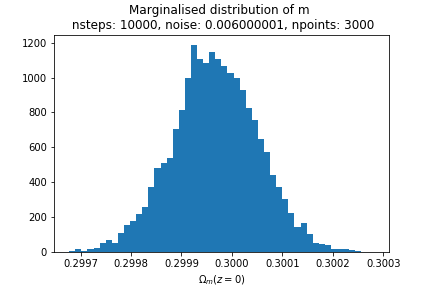 Marginalised distribution of m
nsteps: 10000, noise: 0.006000001, npoints: 3000
1200
1000
800
600
400
200
0
0.2997 0.2998 0.2999 0.3000 0.3001 0.3002 0.3003
Ωm(z = 0)